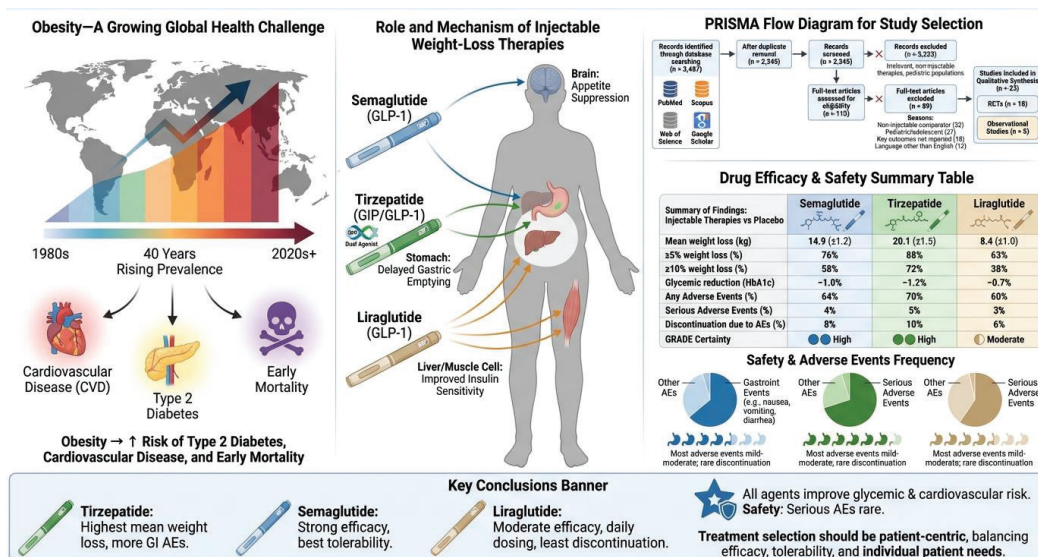 Obesity—A Growing Global Health Challenge
1980s
40 Years
Rising Prevalence
2020s+
Cardiovascular
Disease (CVD)
Type 2
Diabetes
Early
Mortality
Obesity → ↑ Risk of Type 2 Diabetes,
Cardiovascular Disease, and Early Mortality
Role and Mechanism of Injectable
Weight-Loss Therapies
Semaglutide
(GLP-1)
Brain:
Appetite
Suppression
Tirzepatide
(GIP/GLP-1)
Duaf Agonist
Stomach:
Delayed Gastric
Emptying
Liraglutide
(GLP-1)
Liver/Muscle Cell:
Improved Insulin
Sensitivity
PRISMA Flow Diagram for Study Selection
Records identified
through database
searching
(n = 3,487)
After duplicate
removal
(n = 2,345)
Records
screened
(n = 2,345)
Records excluded
therapies, pediatric populations
PubMed
Scopus
Web of
Science
Google
Scholar
Full-text articles
assessed for
Full-text articles
excluded
(n = 89)
Seasons:
Non-injectable comparator (32)
(27)
Key outcomes not (18)
Language other than English (12)
Studies Included in
Qualitative Synthesis
(n = 23)
(n = 18)
Observational
Studies (n = 5)
Drug Efficacy & Safety Summary Table
Summary of Findings:
Injectable Therapies vs Placebo
Semaglutide
Tirzepatide
Liraglutide
Mean weight loss (kg) 14.9 (±1.2) 20.1 (±1.5) 8.4 (±1.0)
≥5% weight loss (%) 76% 88% 63%
≥10% weight loss (%) 58% 72% 38%
Glycemic reduction (HbA1c) −1.0% −1.2% −0.7%
Any Adverse Events (%) 64% 70% 60%
Serious Adverse Events (%) 4% 5% 3%
Discontinuation due to AEs (%) 8% 10% 6%
GRADE Certainty High High Moderate
Safety & Adverse Events Frequency
Other
AEs
Gastroint
Events
(e.g., nausea,
vomiting,
diarrhea)
Most adverse events mild-
moderate; rare discontinuation
Other
AEs
Serious
Adverse
Events
Most adverse events mild-
moderate; rare discontinuation
Other
AEs
Serious
Adverse
Events
Most adverse events mild-
moderate; rare discontinuation
Key Conclusions Banner
Tirzepatide:
Highest mean weight
loss, more GI AEs.
Semaglutide:
Strong efficacy,
best tolerability.
Liraglutide:
Moderate efficacy, daily
dosing, least discontinuation.
All agents improve glycemic & cardiovascular risk.
Safety: Serious AEs rare.
Treatment selection should be patient-centric, balancing
efficacy, tolerability, and individual patient needs.